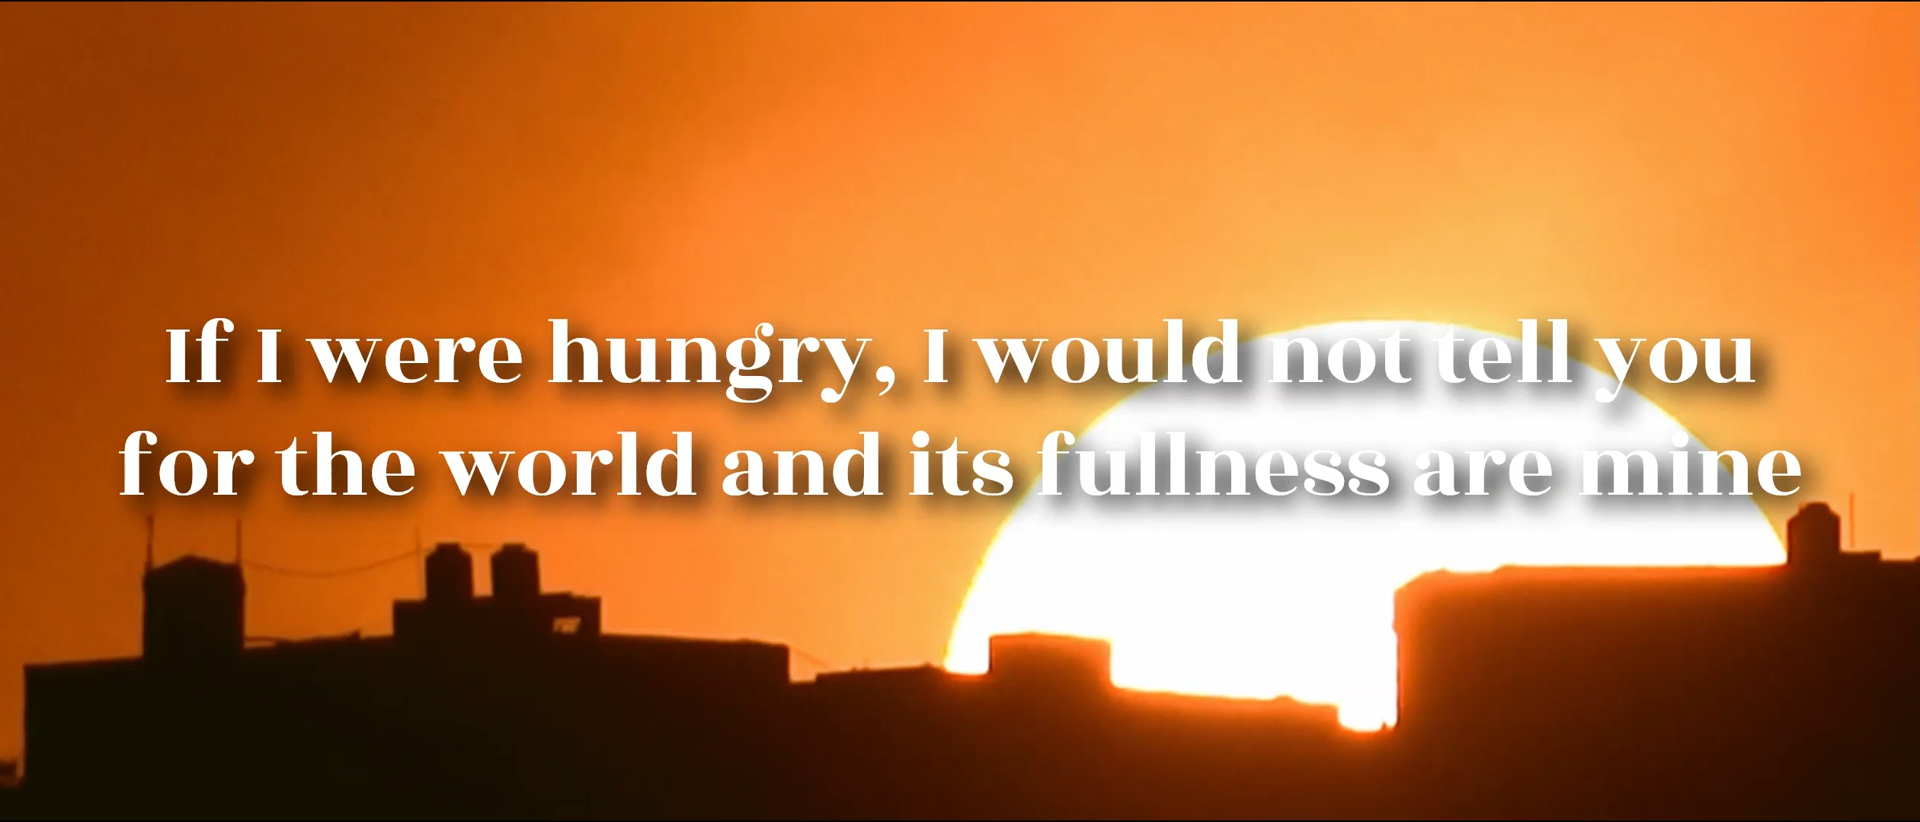 If I were hungry, I would not tell you
for the world and its fullness are mine